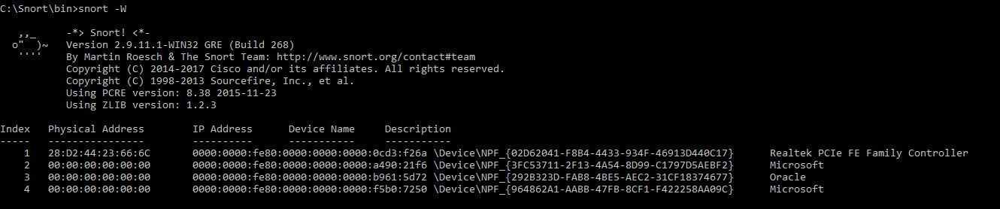 C:\Snort\bin>snort -W
,,_ -*> Snort! <*-
o"  )~ Version 2.9.11.1-WIN32 GRE (Build 268)
'''' By Martin Roesch & The Snort Team: http://www.snort.org/contact#team
Copyright (C) 2014-2017 Cisco and/or its affiliates. All rights reserved.
Copyright (C) 1998-2013 Sourcefire, Inc., et al.
Using PCRE version: 8.38 2015-11-23
Using ZLIB version: 1.2.3
Index Physical Address IP Address Device Name Description
----- ---------------- ---------- ----------- -----------
1 28:D2:44:23:66:6C 0000:0000:fe80:0000:0000:0000:0cd3:f26a \Device\NPF_{02D62041-F8B4-4433-934F-46913D440C17} Realtek PCIe FE Family Controller
2 00:00:00:00:00:00 0000:0000:fe80:0000:0000:0000:a490:21f6 \Device\NPF_{3FC53711-2F13-4A54-8D99-C1797D5AEBF2} Microsoft
3 00:00:00:00:00:00 0000:0000:fe80:0000:0000:0000:b961:5d72 \Device\NPF_{292B323D-FAB8-4BE5-AEC2-31CF18374677} Oracle
4 00:00:00:00:00:00 0000:0000:fe80:0000:0000:0000:f5b0:7250 \Device\NPF_{964862A1-AABB-47FB-8CF1-F422258AA09C} Microsoft